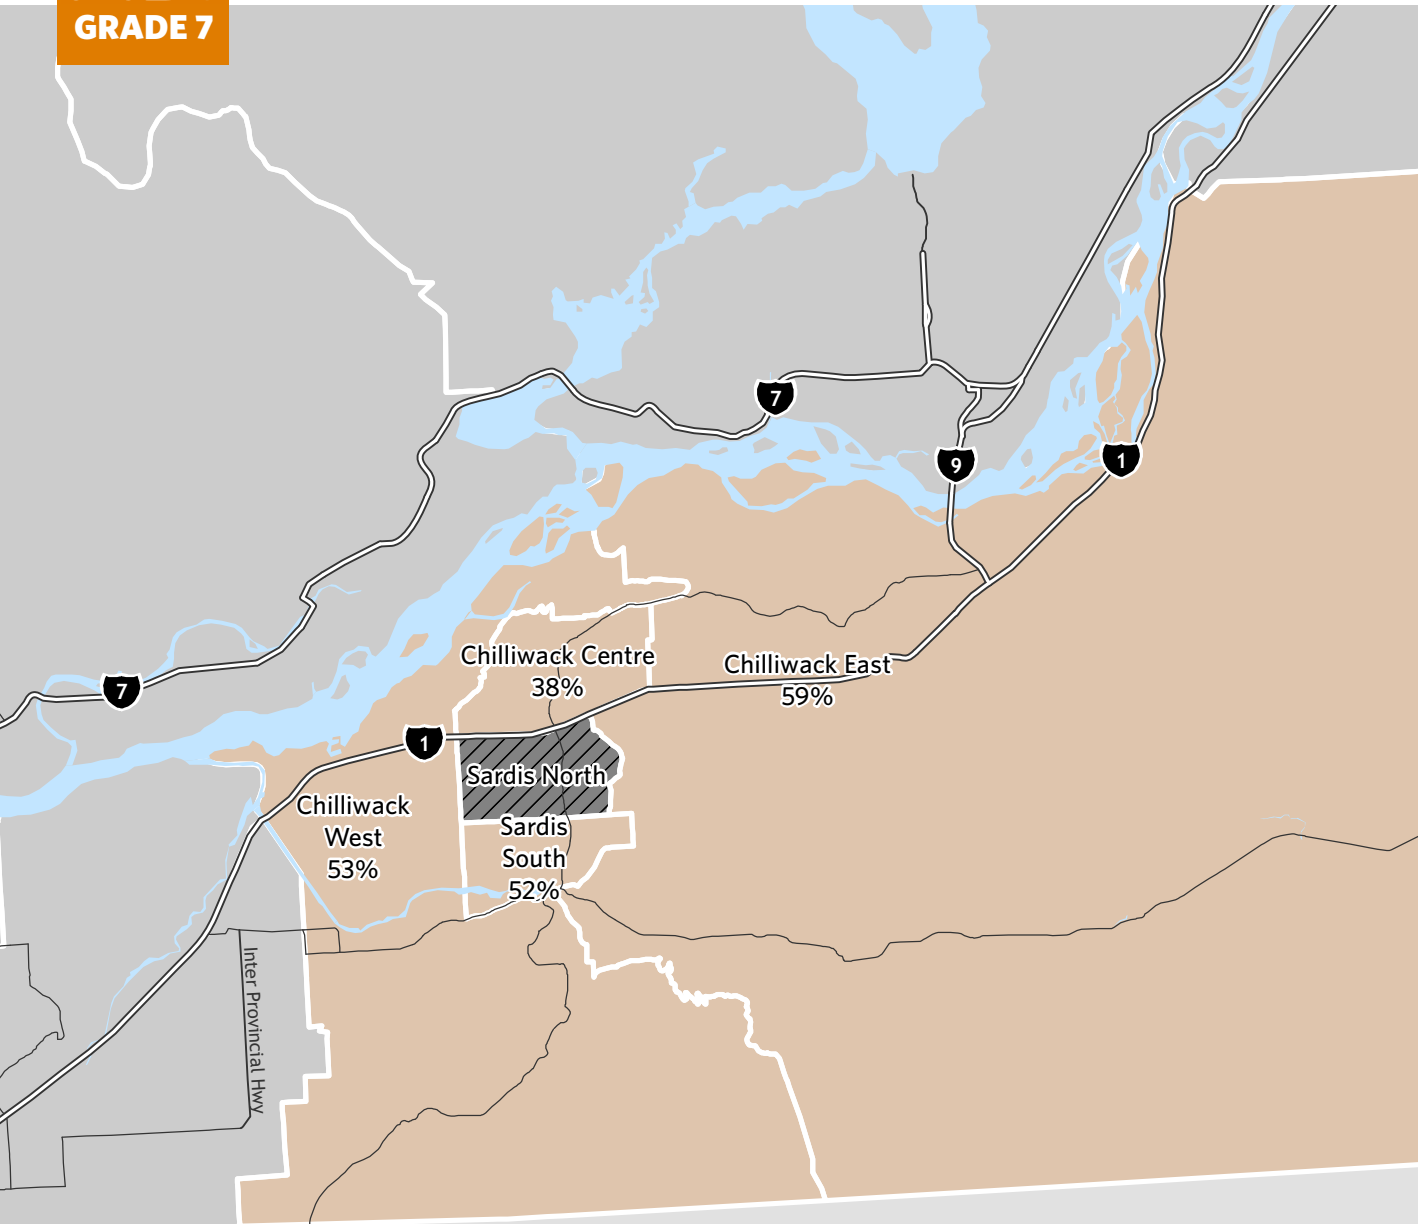 GRADE 7
7
9
1
Chilliwack Centre
38%
Chilliwack East
59%
7
1
Sardis North
Chilliwack
West
53%
Sardis
South
52%
Inter Provincial Hwy